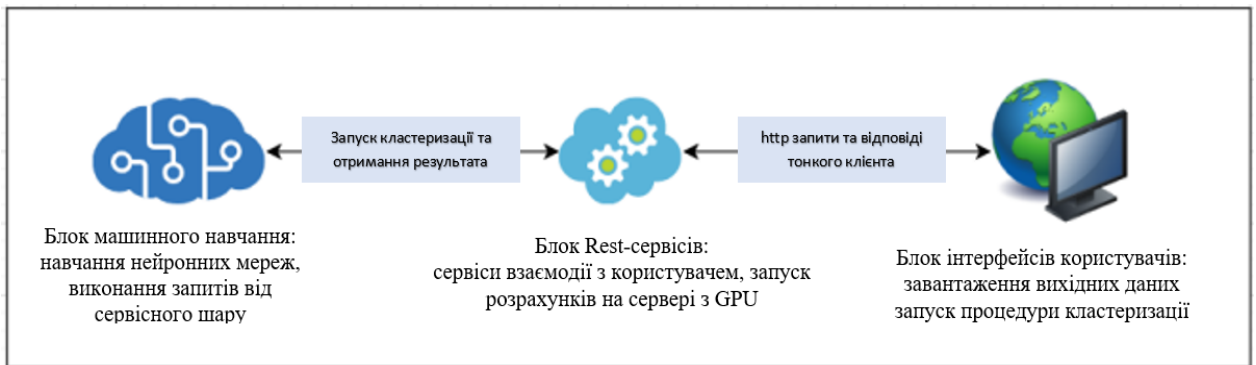 Запуск кластеризації та
отримання результата
http запити та відповіді
тонкого клієнта
Блок машинного навчання:
навчання нейронних мереж,
виконання запитів від
сервісного шару
Блок Rest-сервісів:
сервіси взаємодії з користувачем, запуск
розрахунків на сервері з GPU
Блок інтерфейсів користувачів:
завантаження вихідних даних
запуск процедури кластеризації